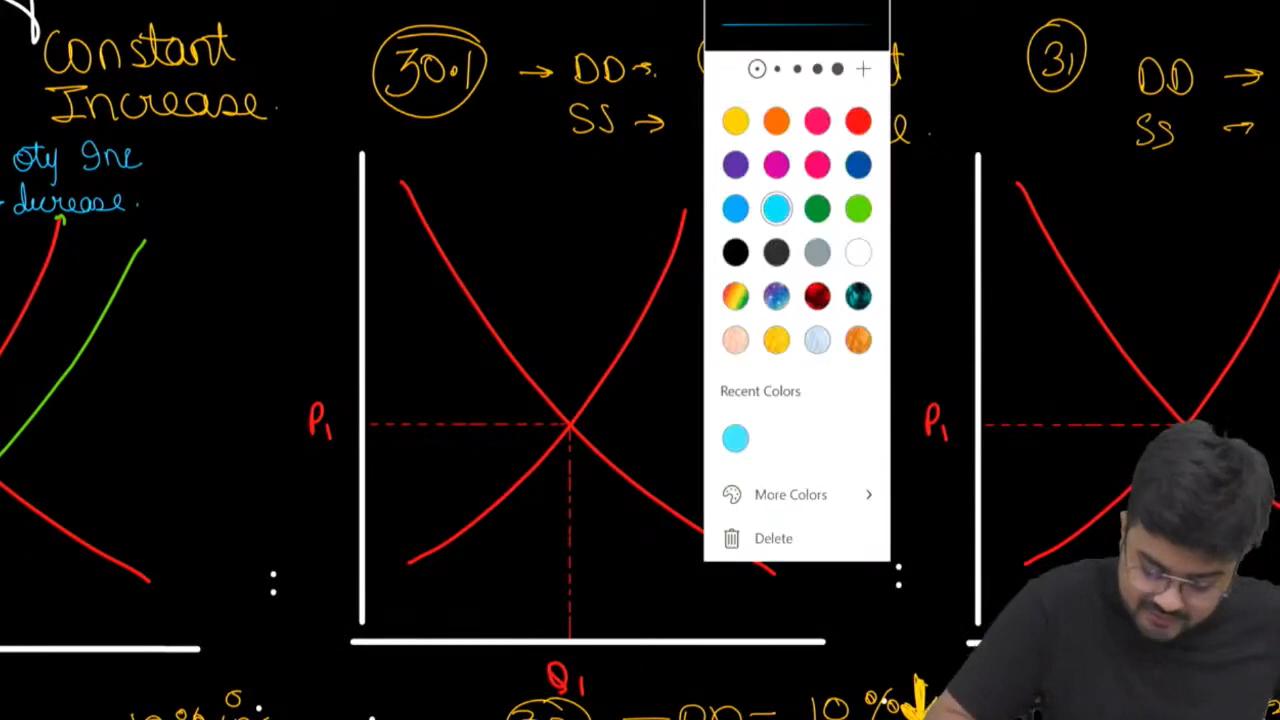 Constant
Increase.
Qty Inc
decrease.
30.1 → DD →
SS →
31 DD →
SS →
P1
P1
Q1
Recent Colors
More Colors
Delete
DD = 10%